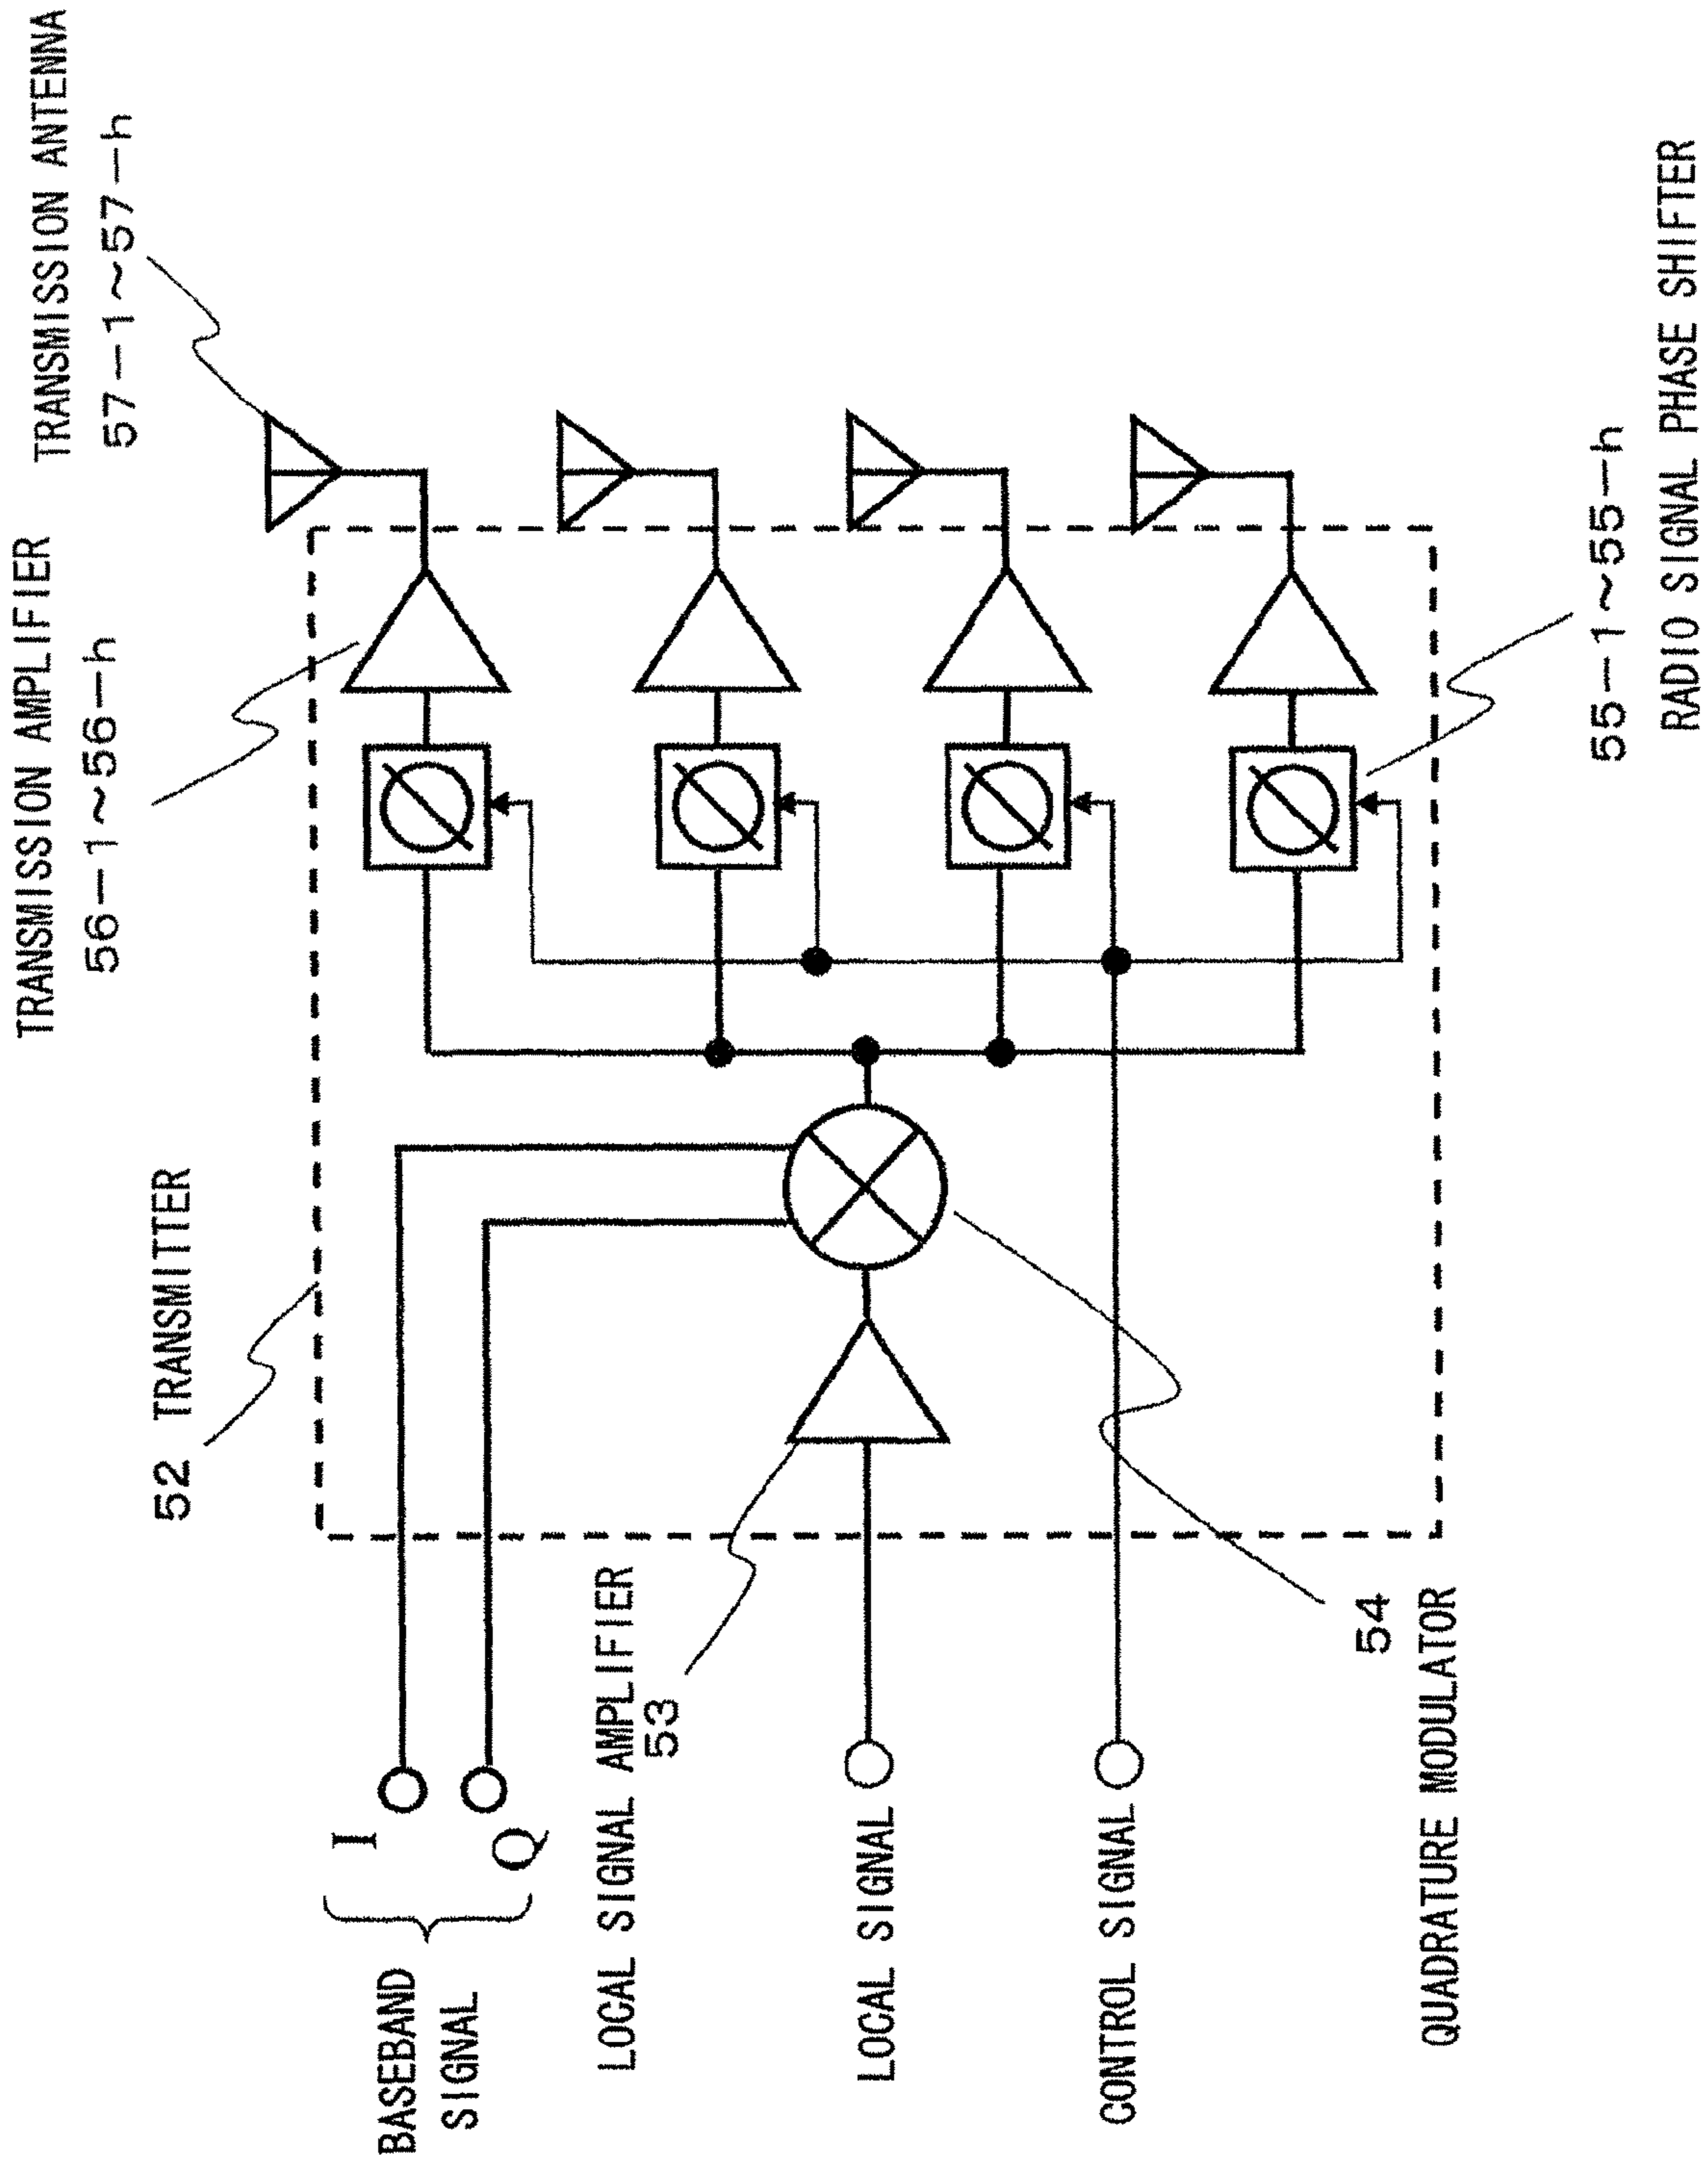 TRANSMISSION AMPLIFIER
56-1~56-h
TRANSMISSION ANTENNA
57-1~57-h
52 TRANSMITTER
I
Q
BASEBAND
SIGNAL
LOCAL SIGNAL AMPLIFIER
53
LOCAL SIGNAL
CONTROL SIGNAL
54
QUADRATURE MODULATOR
55-1~55-h
RADIO SIGNAL PHASE SHIFTER